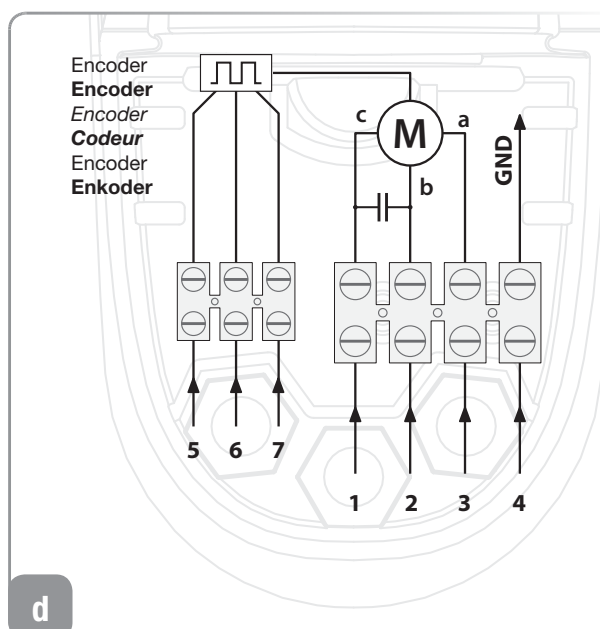 Encoder
Encoder
Encoder
Codeur
Encoder
Enkoder
c
M
a
b
GND
5 6 7
1 2 3 4
d